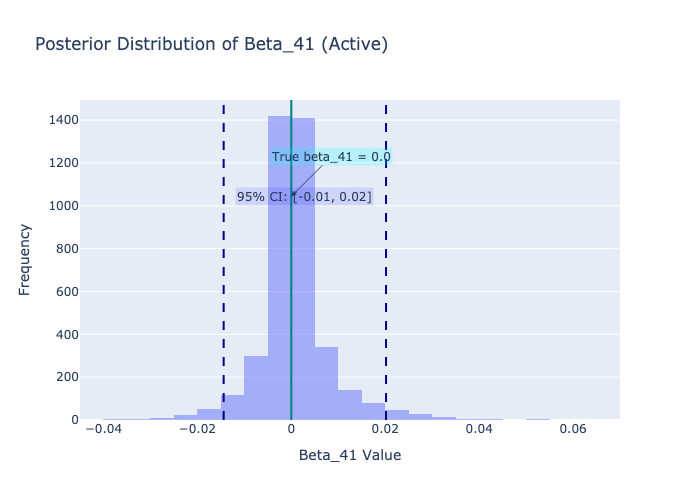 Posterior Distribution of Beta_41 (Active)
1400
1200
1000
800
600
400
200
0
True beta_41 = 0.0
95% CI: [-0.01, 0.02]
Frequency
−0.04
−0.02
0
0.02
0.04
0.06
Beta_41 Value